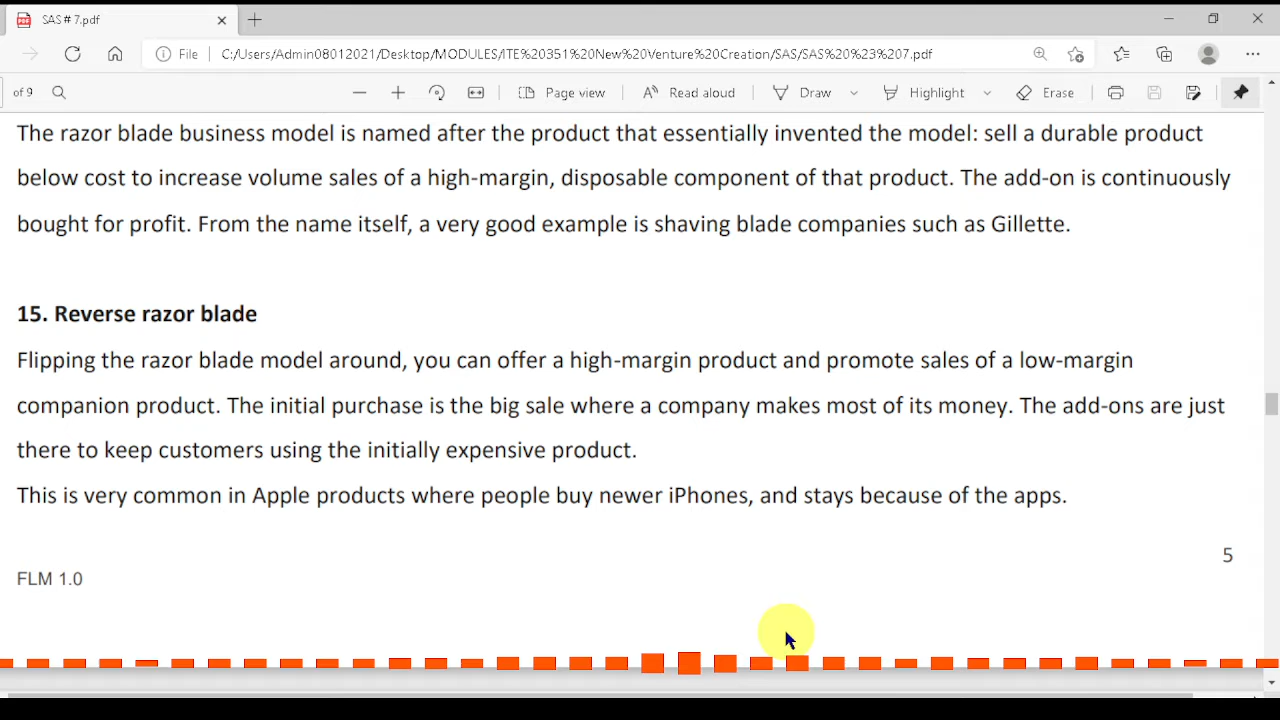 SAS # 7.pdf
File C:/Users/Admin08012021/Desktop/MODULES/ITE%20351%20New%20Venture%20Creation/SAS/SAS%20%23%207.pdf
of 9 Page view Read aloud Draw Highlight Erase
The razor blade business model is named after the product that essentially invented the model: sell a durable product
below cost to increase volume sales of a high-margin, disposable component of that product. The add-on is continuously
bought for profit. From the name itself, a very good example is shaving blade companies such as Gillette.
15. Reverse razor blade
Flipping the razor blade model around, you can offer a high-margin product and promote sales of a low-margin
companion product. The initial purchase is the big sale where a company makes most of its money. The add-ons are just
there to keep customers using the initially expensive product.
This is very common in Apple products where people buy newer iPhones, and stays because of the apps.
5
FLM 1.0